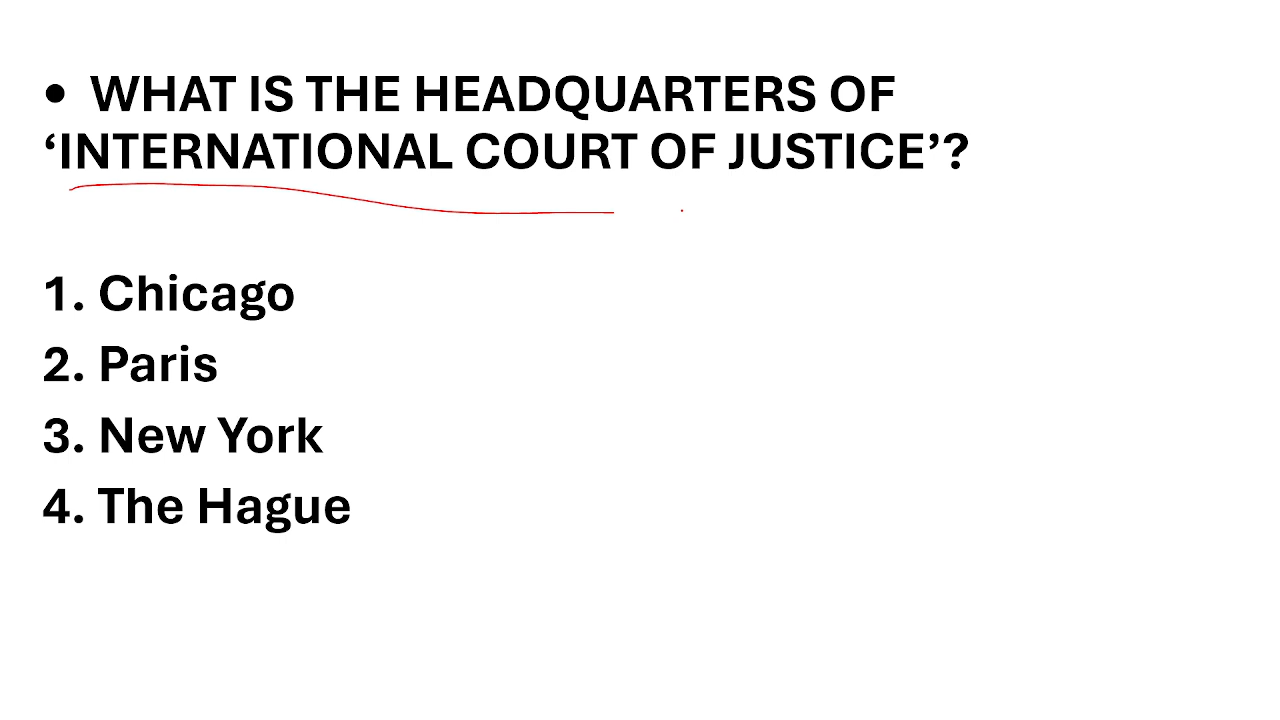 • WHAT IS THE HEADQUARTERS OF
‘INTERNATIONAL COURT OF JUSTICE’?
1. Chicago
2. Paris
3. New York
4. The Hague